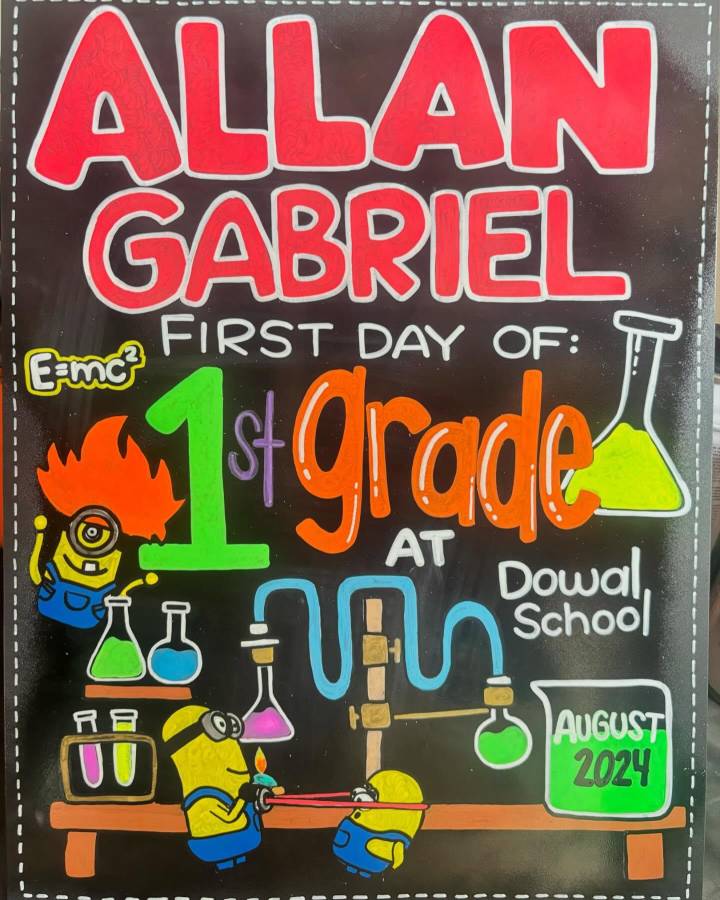 ALLAN
GABRIEL
FIRST DAY OF:
E=mc²
1st grade
AT
Dowal
School
AUGUST
2024